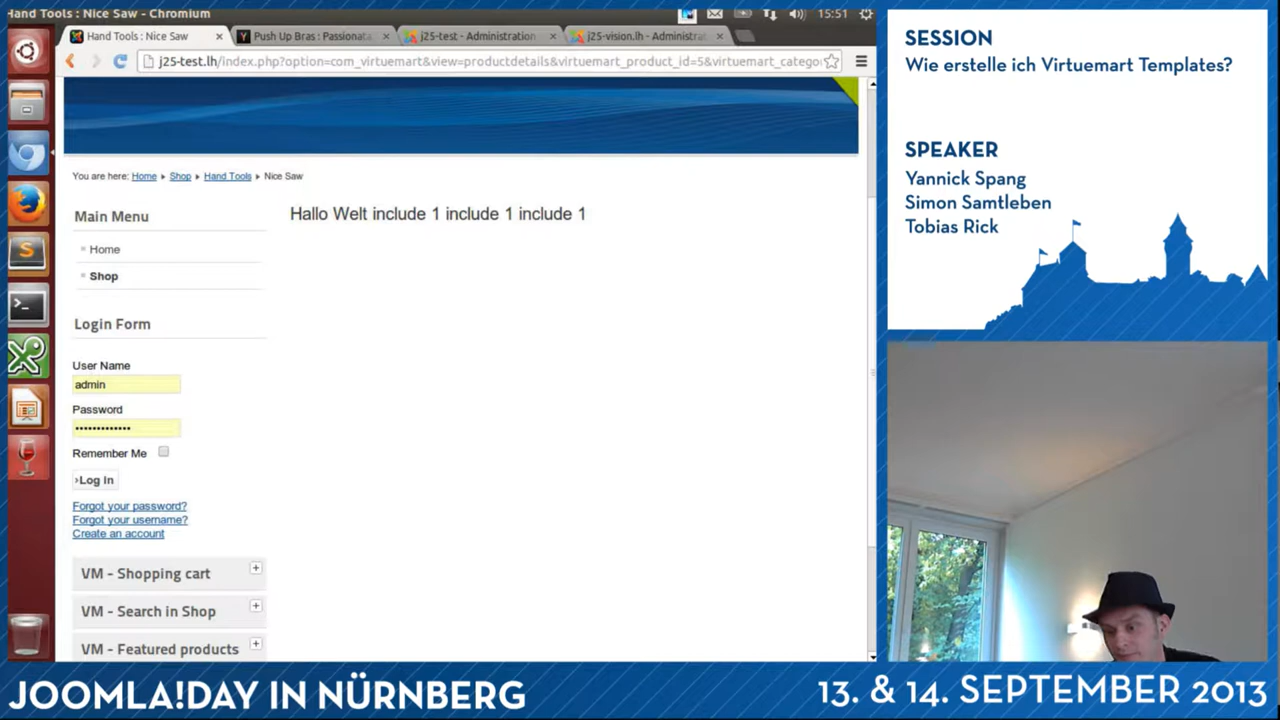 Hand Tools : Nice Saw - Chromium
15:51
Hand Tools : Nice Saw
Push Up Bras : Passionata
j25-test - Administration
j25-vision.lh - Administrat
j25-test.lh/index.php?option=com_virtuemart&view=productdetails&virtuemart_product_id=5&virtuemart_catego
You are here: Home Shop Hand Tools Nice Saw
Main Menu
Home
Shop
Login Form
User Name
admin
Password
Remember Me
Log in
Forgot your password?
Forgot your username?
Create an account
VM - Shopping cart
VM - Search in Shop
VM - Featured products
Hallo Welt include 1 include 1 include 1
SESSION
Wie erstelle ich Virtuemart Templates?
SPEAKER
Yannick Spang
Simon Samtleben
Tobias Rick
JOOMLA!DAY IN NÜRNBERG
13. & 14. SEPTEMBER 2013